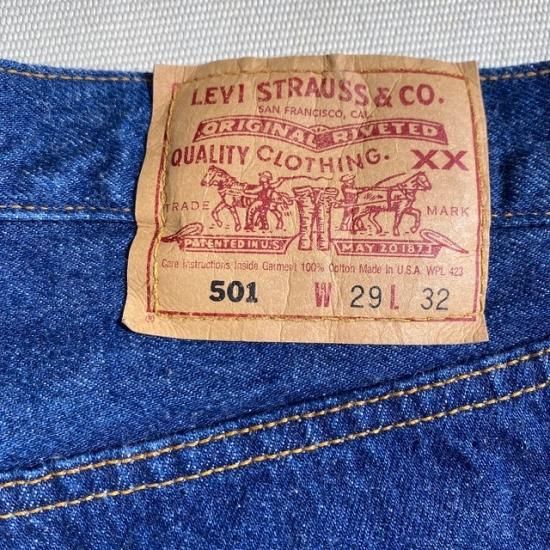 LEVI STRAUSS & CO.
SAN FRANCISCO, CAL.
ORIGINAL RIVETED
QUALITY CLOTHING. XX
TRADE MARK
PATENTED IN U.S. MAY 20 1873
Care Instructions Inside Garment 100% Cotton Made In U.S.A. WPL 423
501 W 29 L 32
®